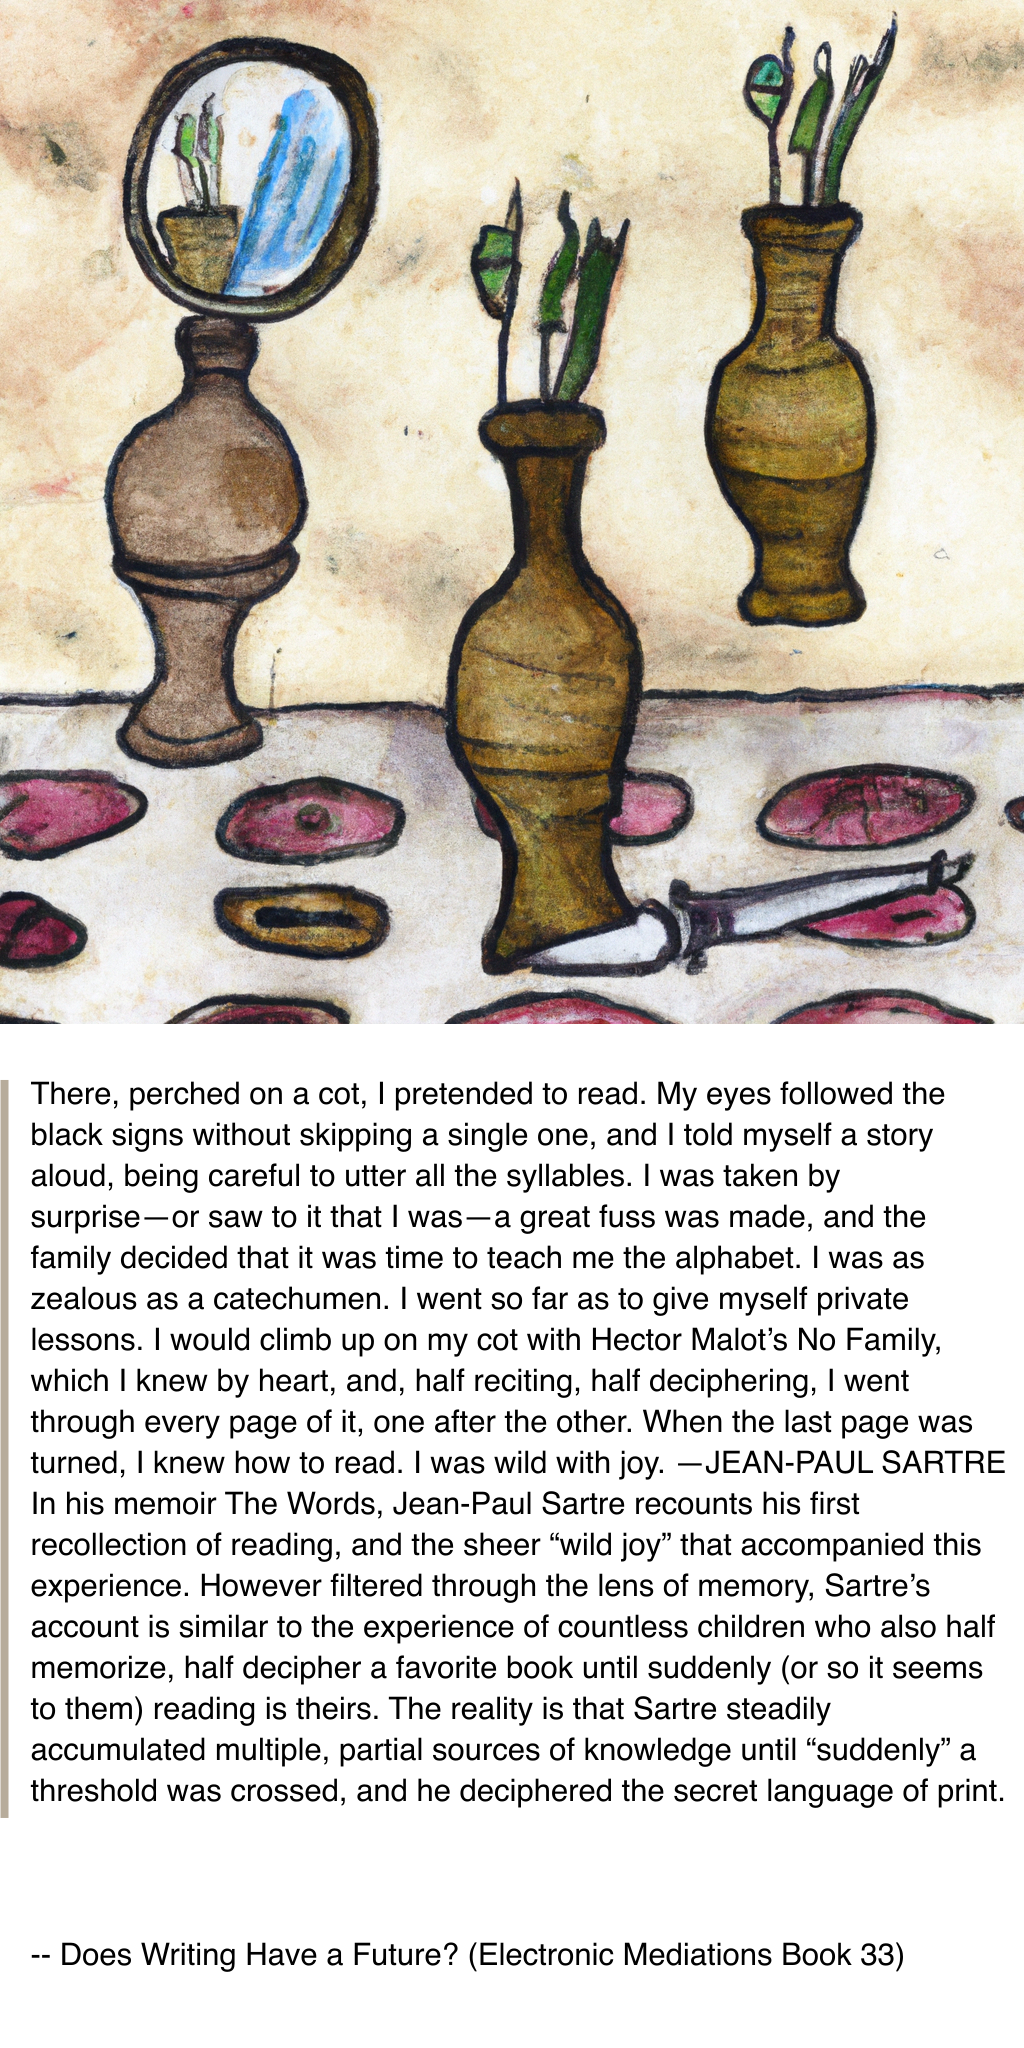 There, perched on a cot, I pretended to read. My eyes followed the
black signs without skipping a single one, and I told myself a story
aloud, being careful to utter all the syllables. I was taken by
surprise—or saw to it that I was—a great fuss was made, and the
family decided that it was time to teach me the alphabet. I was as
zealous as a catechumen. I went so far as to give myself private
lessons. I would climb up on my cot with Hector Malot’s No Family,
which I knew by heart, and, half reciting, half deciphering, I went
through every page of it, one after the other. When the last page was
turned, I knew how to read. I was wild with joy. —JEAN-PAUL SARTRE
In his memoir The Words, Jean-Paul Sartre recounts his first
recollection of reading, and the sheer “wild joy” that accompanied this
experience. However filtered through the lens of memory, Sartre’s
account is similar to the experience of countless children who also half
memorize, half decipher a favorite book until suddenly (or so it seems
to them) reading is theirs. The reality is that Sartre steadily
accumulated multiple, partial sources of knowledge until “suddenly” a
threshold was crossed, and he deciphered the secret language of print.
-- Does Writing Have a Future? (Electronic Mediations Book 33)